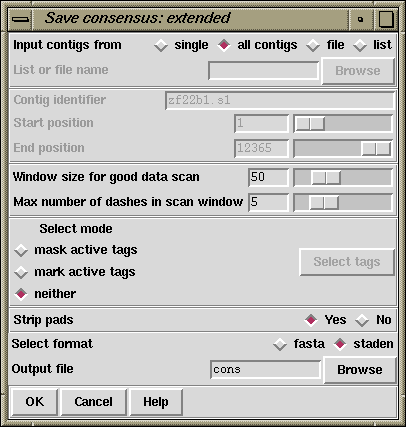 Save consensus: extended
Input contigs from single all contigs file list
List or file name Browse
Contig identifier zf22b1.s1
Start position 1
End position 12365
Window size for good data scan 50
Max number of dashes in scan window 5
Select mode
mask active tags
Select tags
mark active tags
neither
Strip pads Yes No
Select format fasta staden
Output file cons Browse
OK Cancel Help